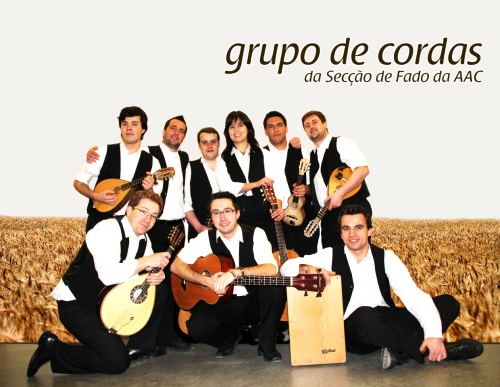 grupo de cordas
da Secção de Fado da AAC